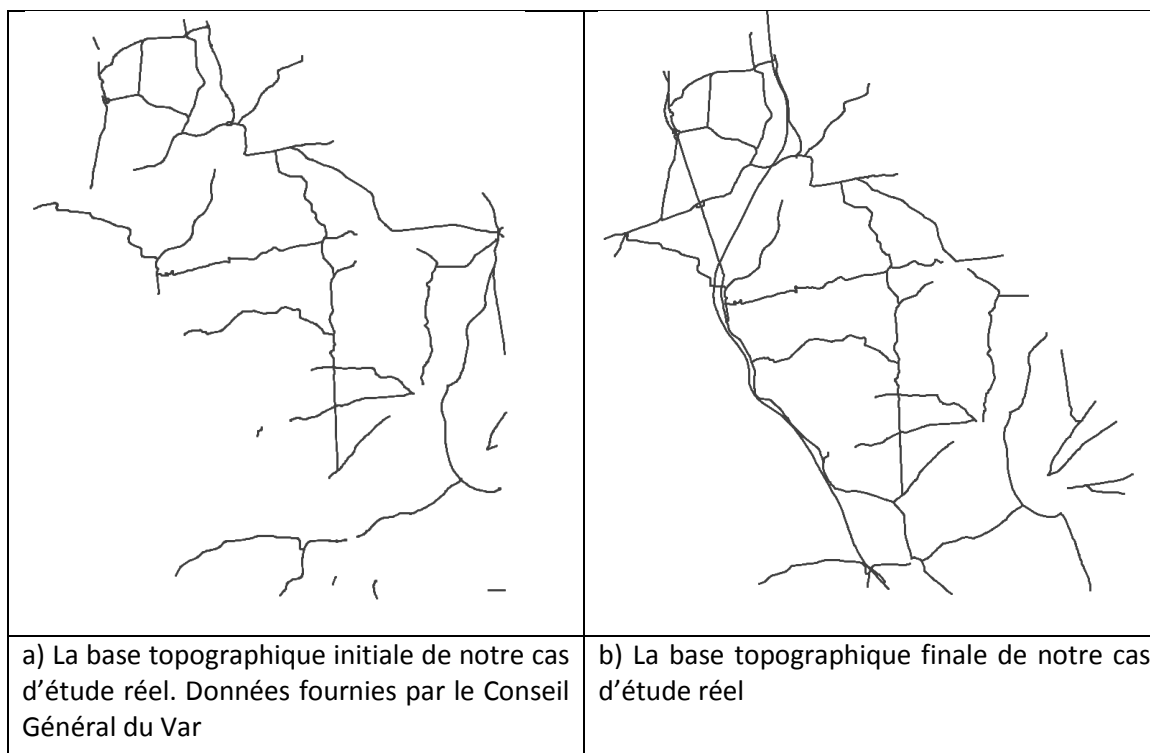 a) La base topographique initiale de notre cas
d’étude réel. Données fournies par le Conseil
Général du Var
b) La base topographique finale de notre cas
d’étude réel